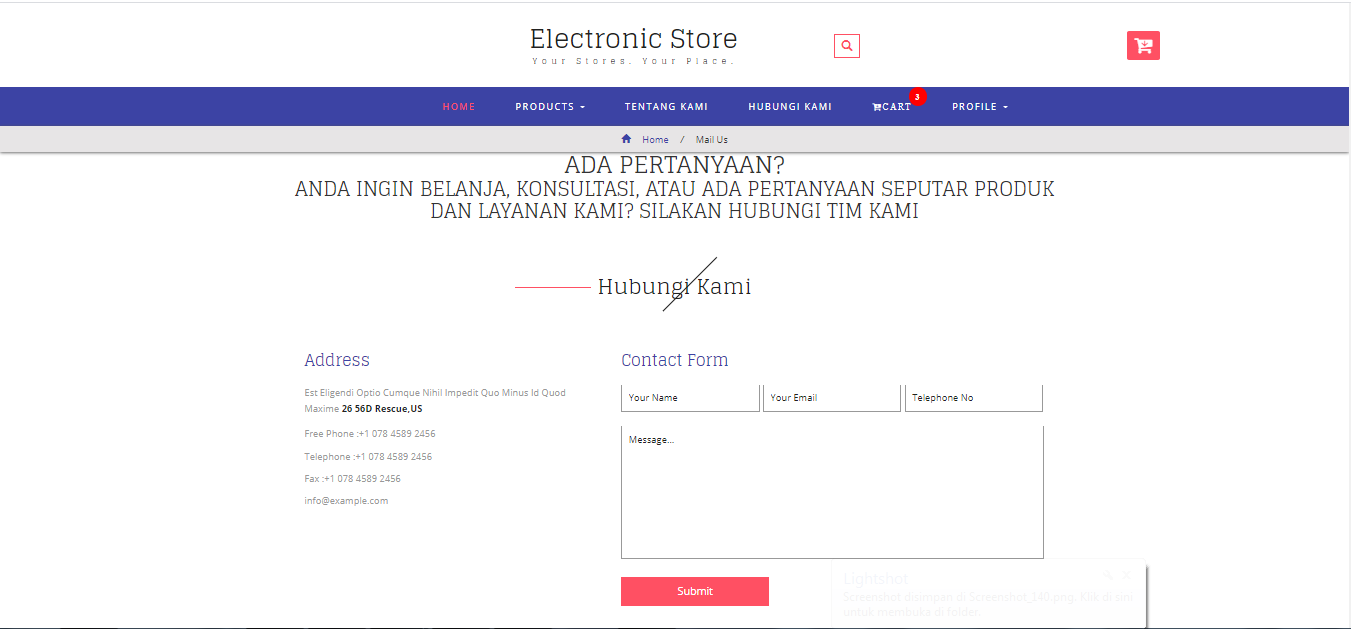 Electronic Store
Your Stores. Your Place.
HOME PRODUCTS TENTANG KAMI HUBUNGI KAMI CART 3 PROFILE
Home / Mail Us
ADA PERTANYAAN?
ANDA INGIN BELANJA, KONSULTASI, ATAU ADA PERTANYAAN SEPUTAR PRODUK
DAN LAYANAN KAMI? SILAKAN HUBUNGI TIM KAMI
Hubungi Kami
Address
Est Eligendi Optio Cumque Nihil Impedit Quo Minus Id Quod
Maxime 26 56D Rescue,US
Free Phone :+1 078 4589 2456
Telephone :+1 078 4589 2456
Fax :+1 078 4589 2456
info@example.com
Contact Form
Your Name Your Email Telephone No
Message...
Submit
Lightshot
Screenshot disimpan di Screenshot_140.png. Klik di sini
untuk membuka di folder.